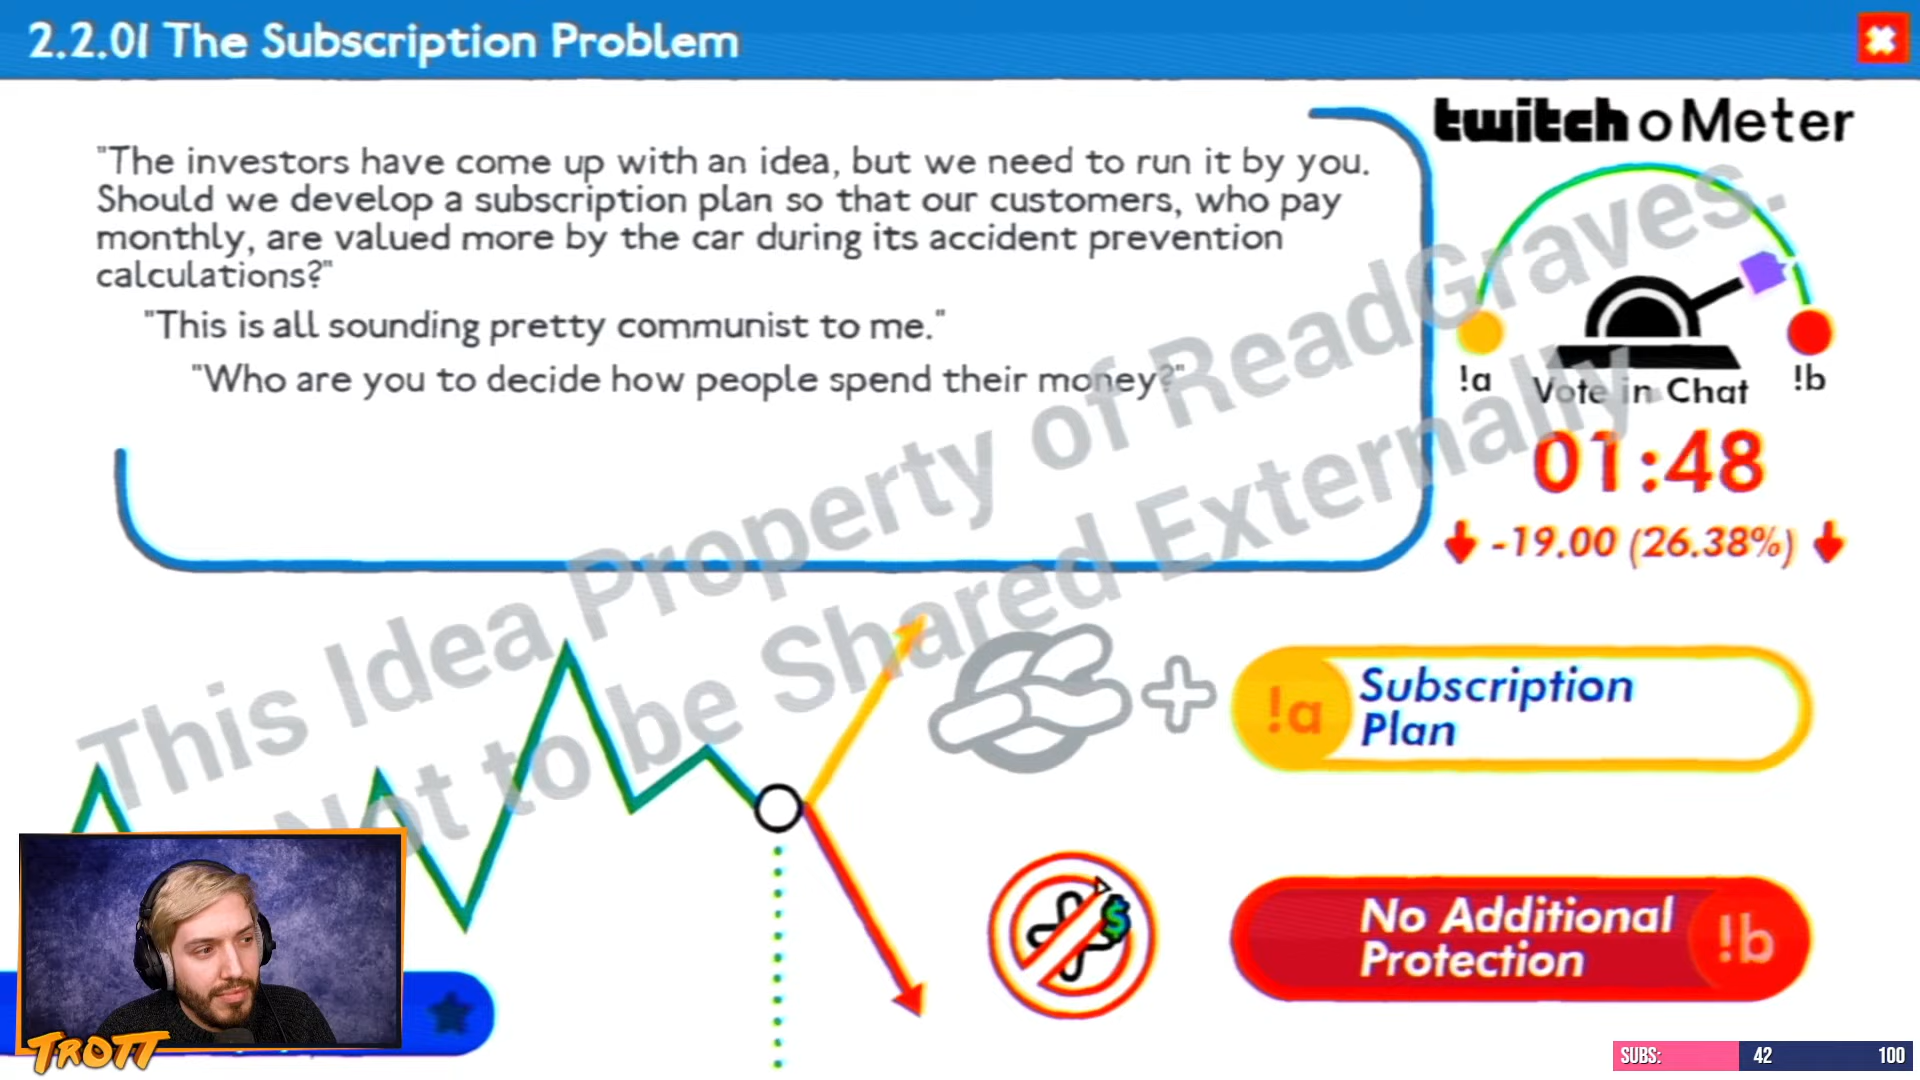 2.2.01 The Subscription Problem
"The investors have come up with an idea, but we need to run it by you.
Should we develop a subscription plan so that our customers, who pay
monthly, are valued more by the car during its accident prevention
calculations?"
"This is all sounding pretty communist to me."
"Who are you to decide how people spend their money?"
twitch o Meter
!a
Vote in Chat
!b
01:48
-19.00 (26.38%)
This Idea Property of ReadGraves.
Not to be Shared Externally.
!a
Subscription
Plan
$
No Additional
Protection
!b
TROTT
SUBS: 42 100